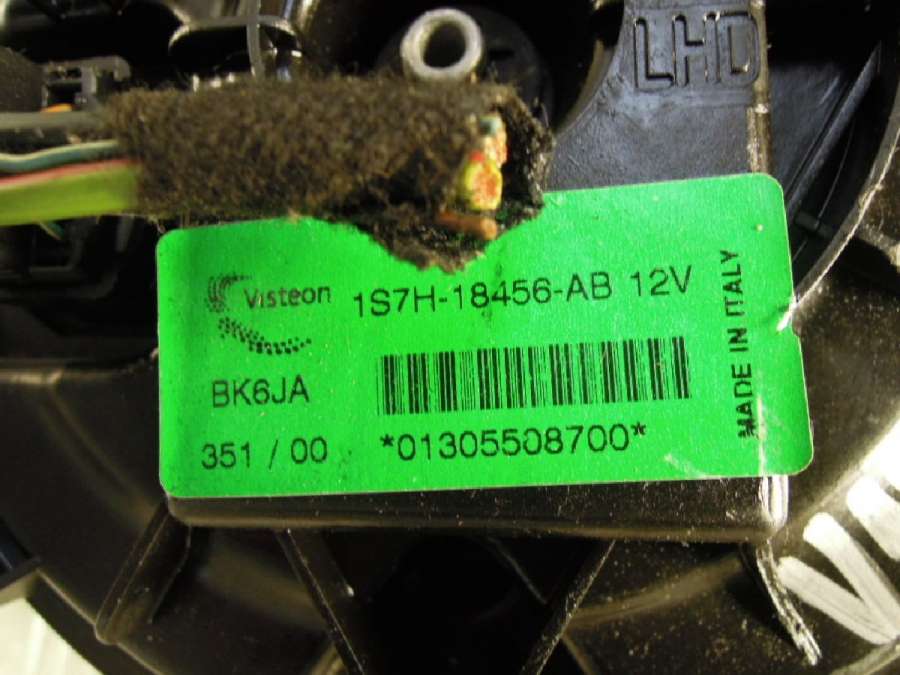 LHD
Visteon 1S7H-18456-AB 12V
BK6JA
351 / 00 *01305508700*
MADE IN ITALY